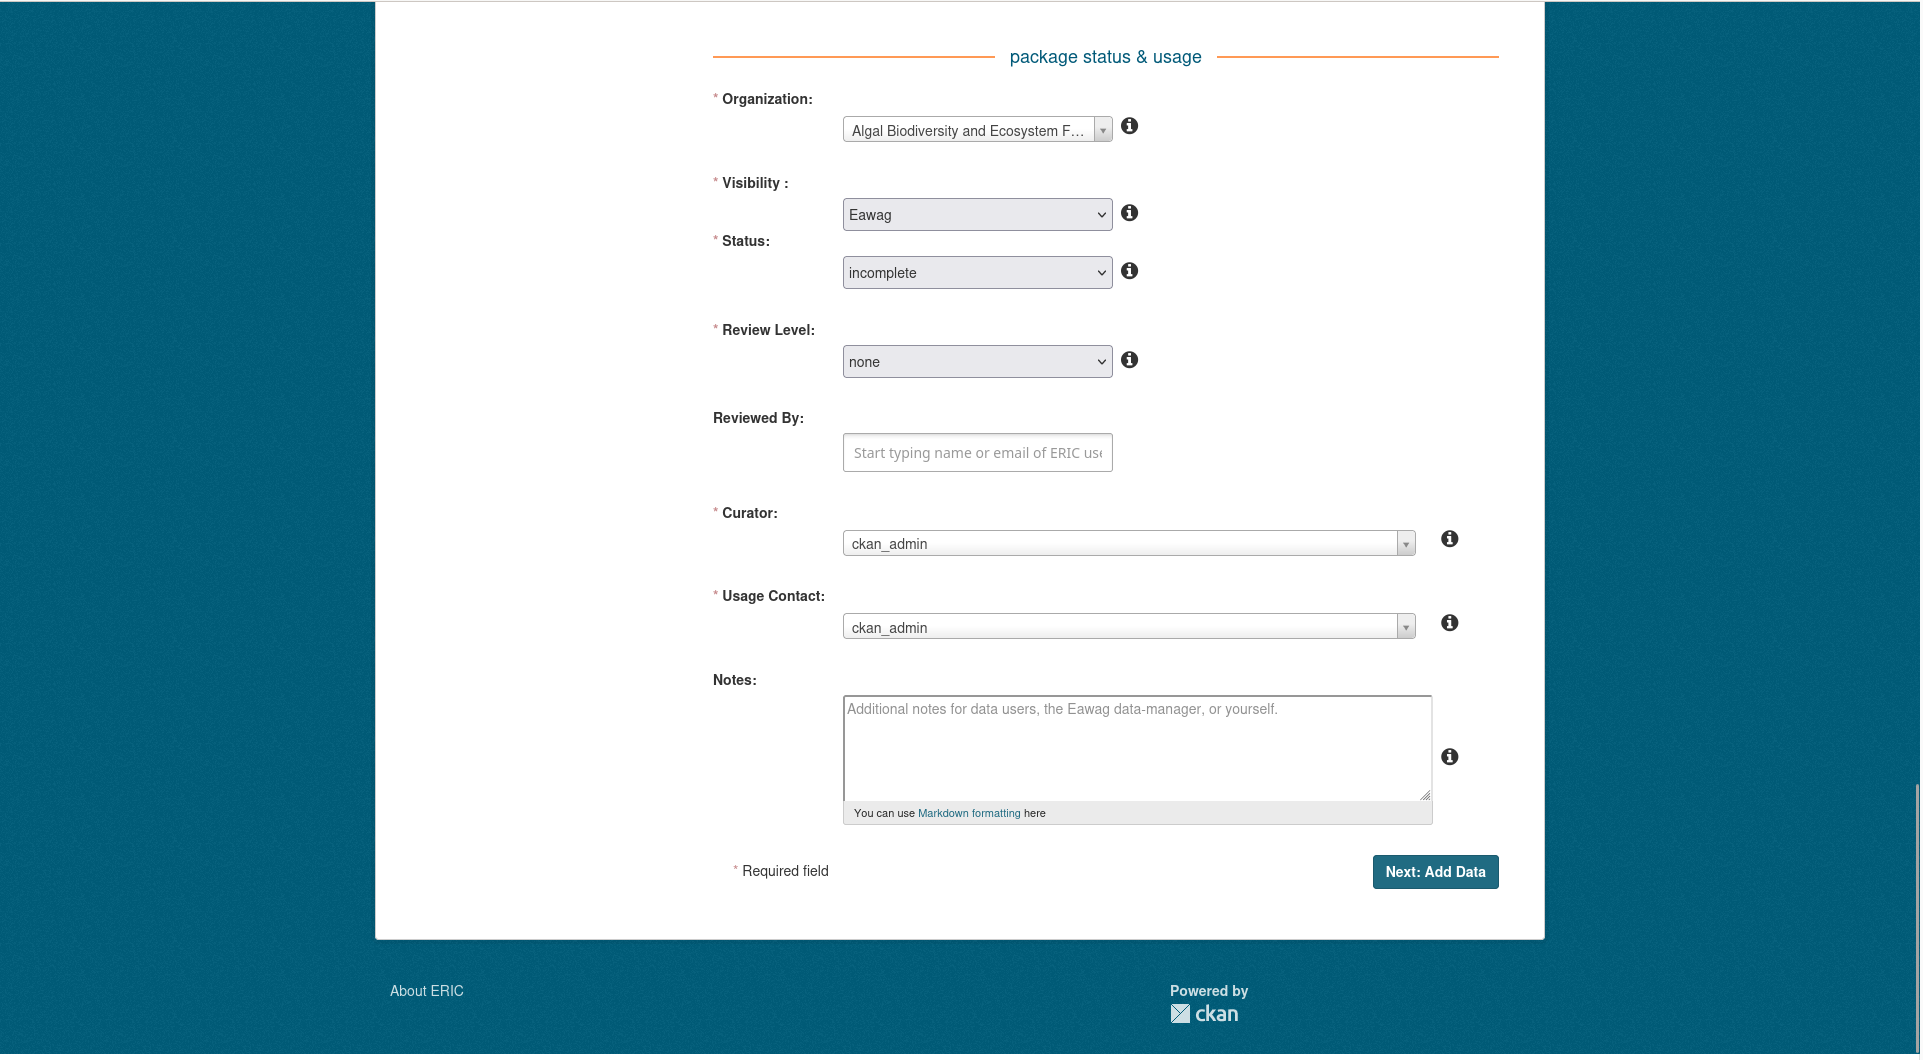 package status & usage
* Organization:
Algal Biodiversity and Ecosystem F...
* Visibility :
Eawag
* Status:
incomplete
* Review Level:
none
Reviewed By:
Start typing name or email of ERIC use
* Curator:
ckan_admin
* Usage Contact:
ckan_admin
Notes:
Additional notes for data users, the Eawag data-manager, or yourself.
You can use Markdown formatting here
* Required field
Next: Add Data
About ERIC
Powered by
ckan